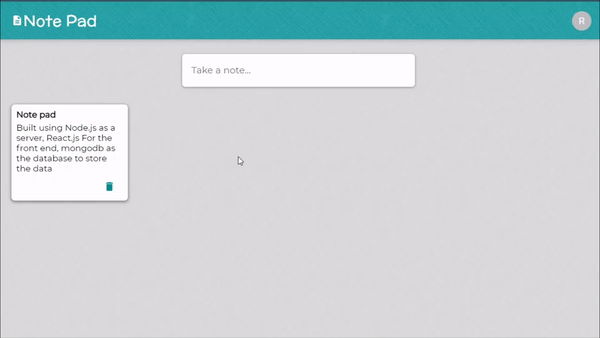 Note Pad
R
Take a note...
Note pad
Built using Node.js as a
server, React.js For the
front end, mongodb as
the database to store
the data